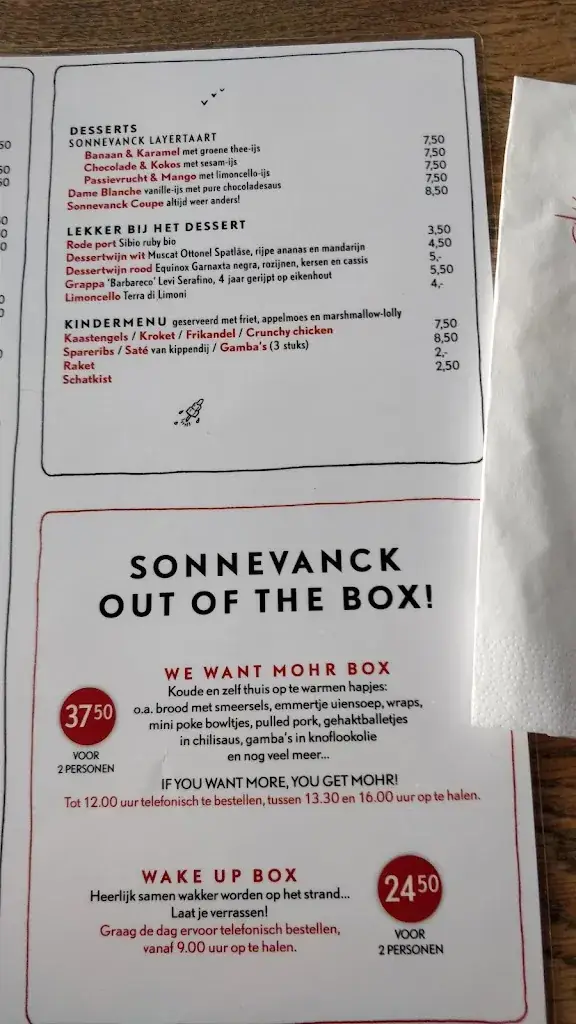 DESSERTS
SONNEVANCK LAYERTAART
Banaan & Karamel met groene thee-ijs 7,50
Chocolade & Kokos met sesam-ijs 7,50
Passievrucht & Mango met limoncello-ijs 7,50
Dame Blanche vanille-ijs met pure chocoladesaus 7,50
Sonnevanck Coupe altijd weer anders! 8,50
LEKKER BIJ HET DESSERT
Rode port Sibio ruby bio 3,50
Dessertwijn wit Muscat Ottonel Spatläse, rijpe ananas en mandarijn 4,50
Dessertwijn rood Equinox Garnaxta negra, rozijnen, kersen en cassis 5,-
Grappa 'Barbareco' Levi Serafino, 4 jaar gerijpt op eikenhout 5,50
Limoncello Terra di Limoni 4,-
KINDERMENU geserveerd met friet, appelmoes en marshmallow-lolly
Kaastengels / Kroket / Frikandel / Crunchy chicken 7,50
Spareribs / Saté van kippendij / Gamba's (3 stuks) 8,50
Raket 2,-
Schatkist 2,50
SONNEVANCK
OUT OF THE BOX!
WE WANT MOHR BOX
Koude en zelf thuis op te warmen hapjes:
o.a. brood met smeersels, emmertje uiensoep, wraps,
mini poke bowltjes, pulled pork, gehaktballetjes
in chilisaus, gamba's in knoflookolie
en nog veel meer...
3750
VOOR
2 PERSONEN
IF YOU WANT MORE, YOU GET MOHR!
Tot 12.00 uur telefonisch te bestellen, tussen 13.30 en 16.00 uur op te halen.
WAKE UP BOX
Heerlijk samen wakker worden op het strand...
Laat je verrassen!
Graag de dag ervoor telefonisch bestellen,
vanaf 9.00 uur op te halen.
2450
VOOR
2 PERSONEN